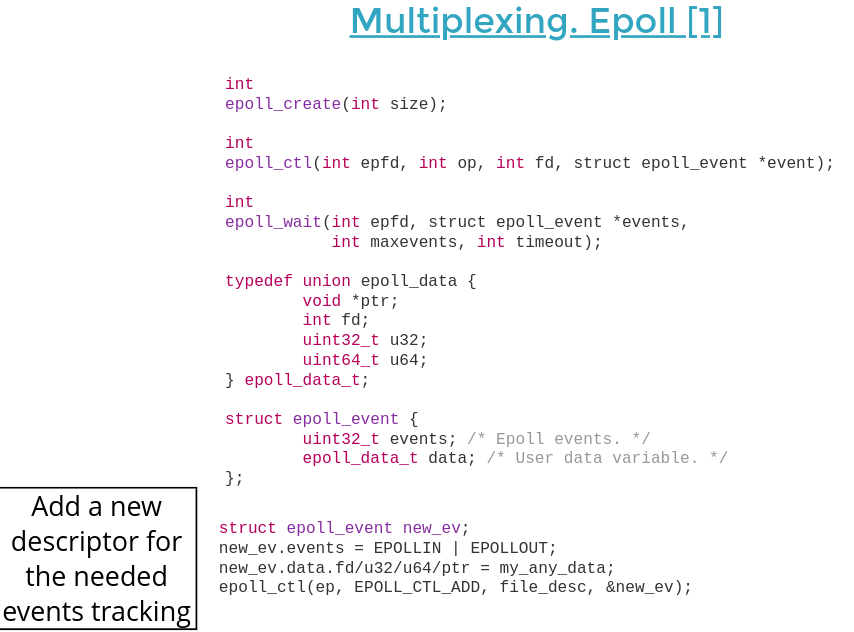 Multiplexing. Epoll [1]
int
epoll_create(int size);
int
epoll_ctl(int epfd, int op, int fd, struct epoll_event *event);
int
epoll_wait(int epfd, struct epoll_event *events,
int maxevents, int timeout);
typedef union epoll_data {
void *ptr;
int fd;
uint32_t u32;
uint64_t u64;
} epoll_data_t;
struct epoll_event {
uint32_t events; /* Epoll events. */
epoll_data_t data; /* User data variable. */
};
Add a new
descriptor for
the needed
events tracking
struct epoll_event new_ev;
new_ev.events = EPOLLIN | EPOLLOUT;
new_ev.data.fd/u32/u64/ptr = my_any_data;
epoll_ctl(ep, EPOLL_CTL_ADD, file_desc, &new_ev);